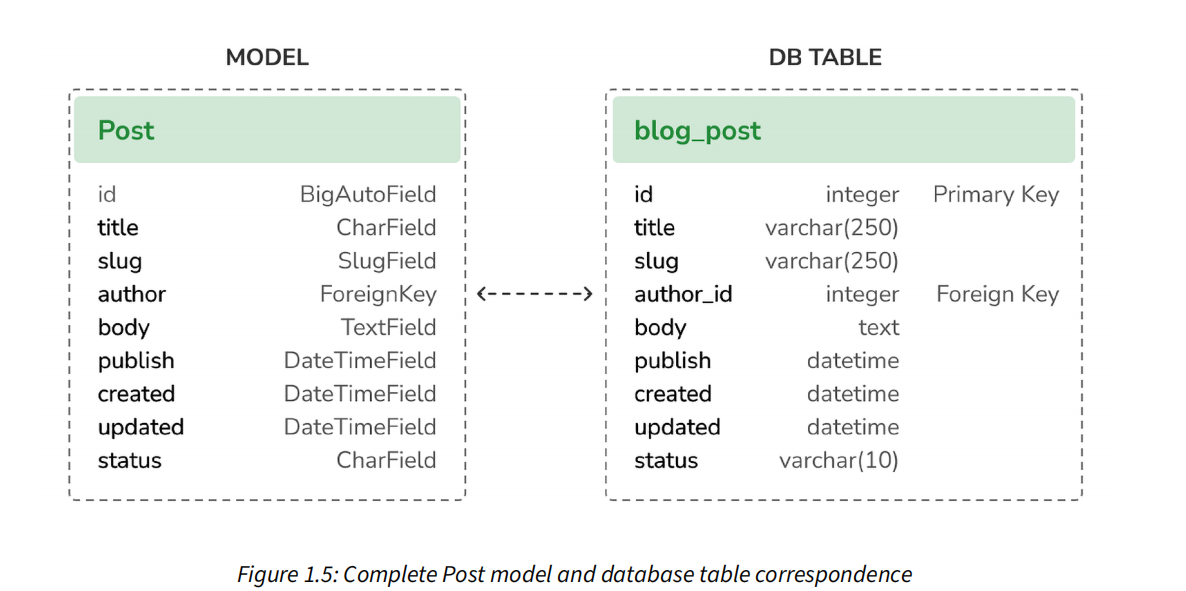 MODEL
DB TABLE
Post
id BigAutoField
title CharField
slug SlugField
author ForeignKey
body TextField
publish DateTimeField
created DateTimeField
updated DateTimeField
status CharField
blog_post
id integer Primary Key
title varchar(250)
slug varchar(250)
author_id integer Foreign Key
body text
publish datetime
created datetime
updated datetime
status varchar(10)
Figure 1.5: Complete Post model and database table correspondence